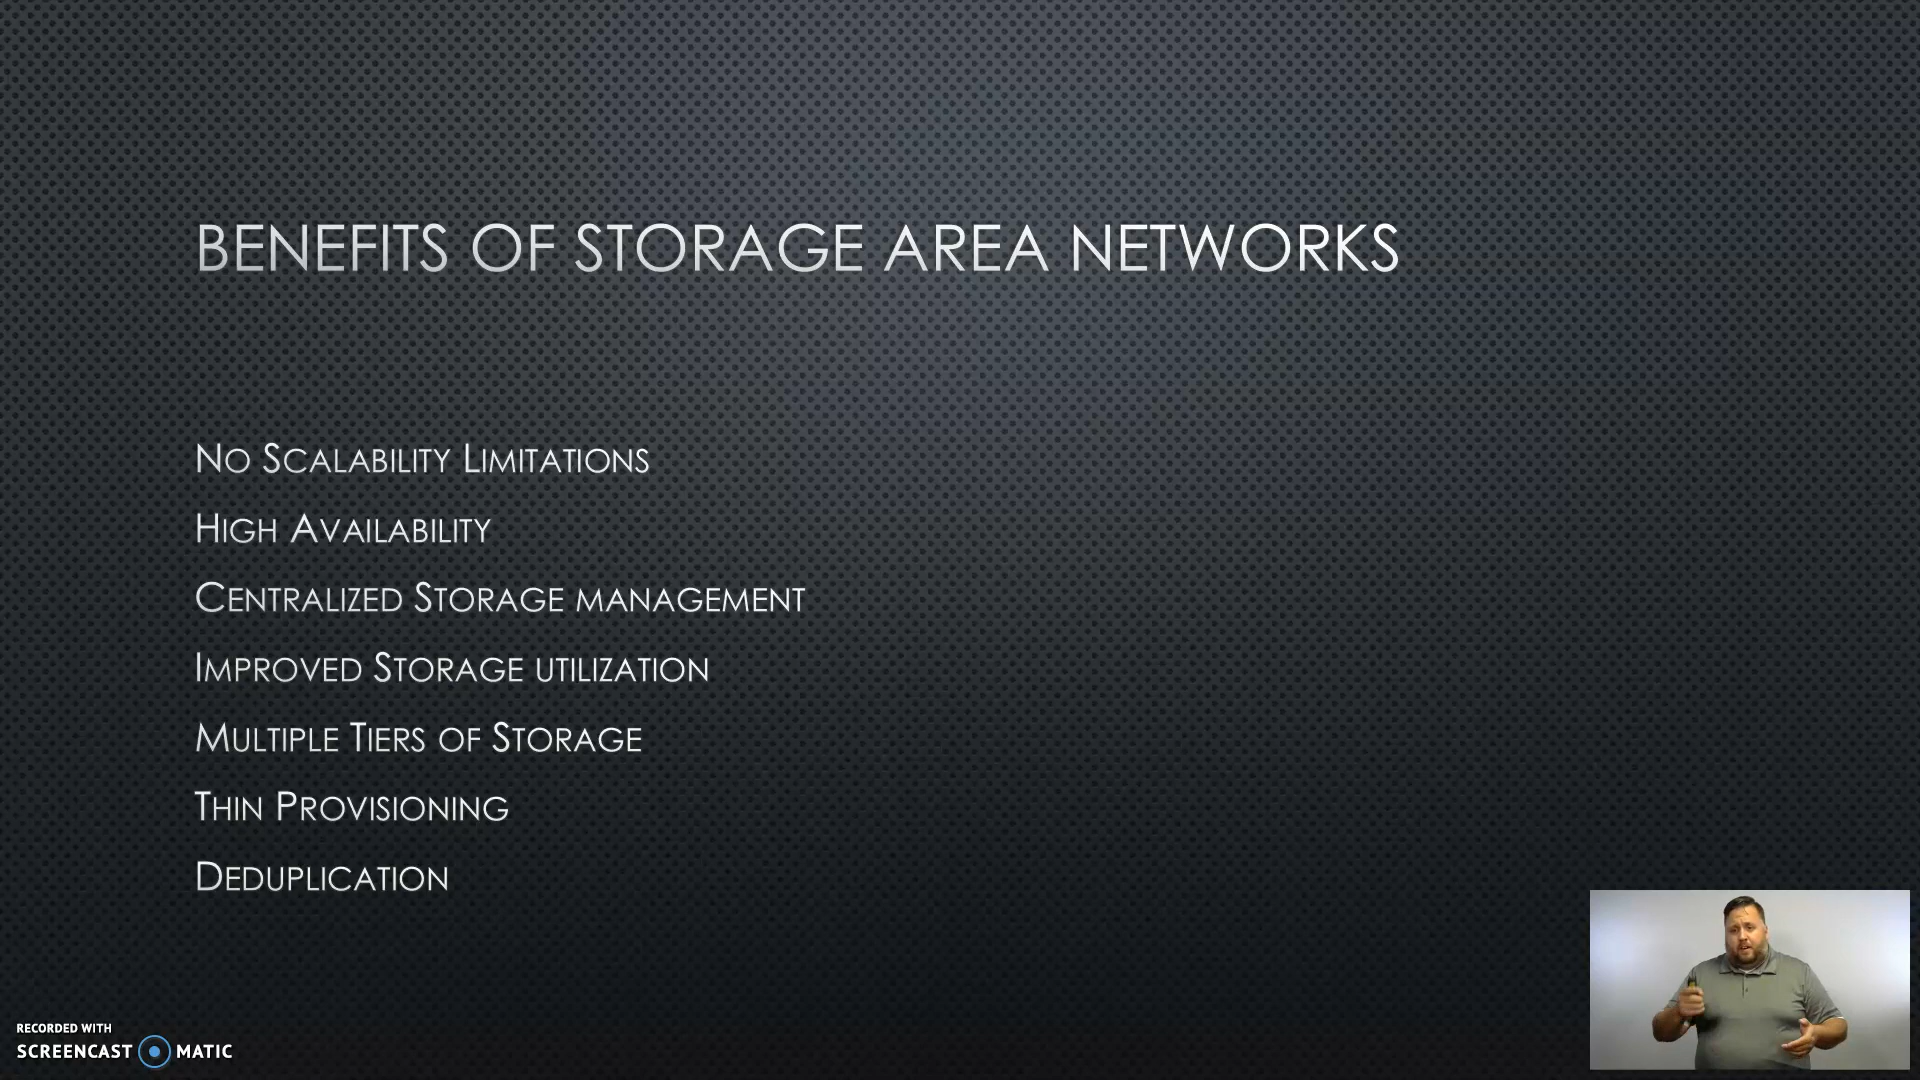 BENEFITS OF STORAGE AREA NETWORKS
NO SCALABILITY LIMITATIONS
HIGH AVAILABILITY
CENTRALIZED STORAGE MANAGEMENT
IMPROVED STORAGE UTILIZATION
MULTIPLE TIERS OF STORAGE
THIN PROVISIONING
DEDUPLICATION
RECORDED WITH
SCREENCAST MATIC